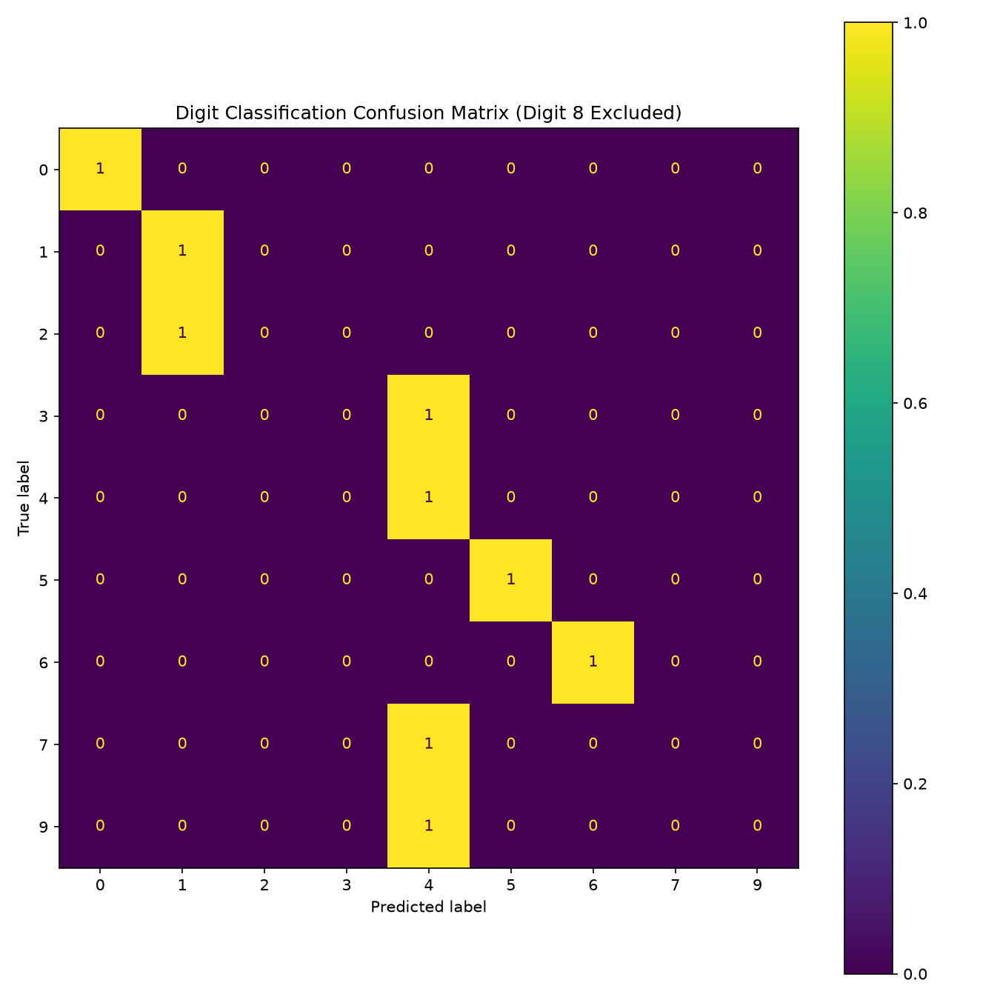 Digit Classification Confusion Matrix (Digit 8 Excluded)
True label
0 1 0 0 0 0 0 0 0 0
1 0 1 0 0 0 0 0 0 0
2 0 1 0 0 0 0 0 0 0
3 0 0 0 0 1 0 0 0 0
4 0 0 0 0 1 0 0 0 0
5 0 0 0 0 0 1 0 0 0
6 0 0 0 0 0 0 1 0 0
7 0 0 0 0 1 0 0 0 0
9 0 0 0 0 1 0 0 0 0
0 1 2 3 4 5 6 7 9
Predicted label
1.0
0.8
0.6
0.4
0.2
0.0